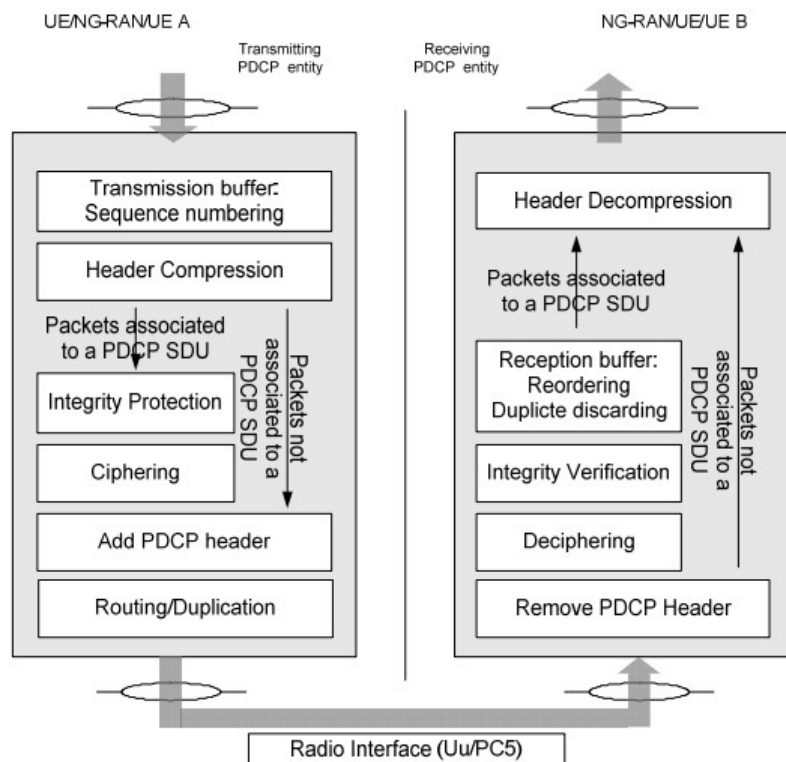 UE/NG-RAN/UE A
NG-RAN/UE/UE B
Transmitting
PDCP entity
Receiving
PDCP entity
Transmission buffer:
Sequence numbering
Header Compression
Packets associated
to a PDCP SDU
Packets not
associated to a
PDCP SDU
Integrity Protection
Ciphering
Add PDCP header
Routing/Duplication
Header Decompression
Packets associated
to a PDCP SDU
Packets not
associated to a
PDCP SDU
Reception buffer:
Reordering
Duplicte discarding
Integrity Verification
Deciphering
Remove PDCP Header
Radio Interface (Uu/PC5)